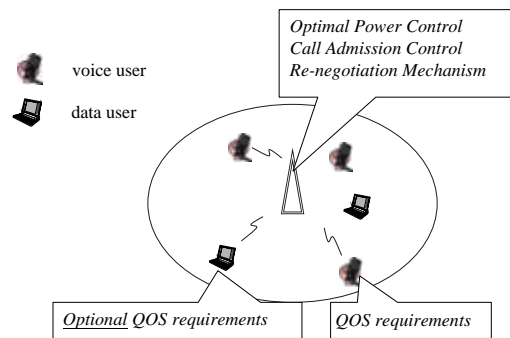 Optimal Power Control
Call Admission Control
Re-negotiation Mechanism
voice user
data user
Optional QOS requirements
QOS requirements